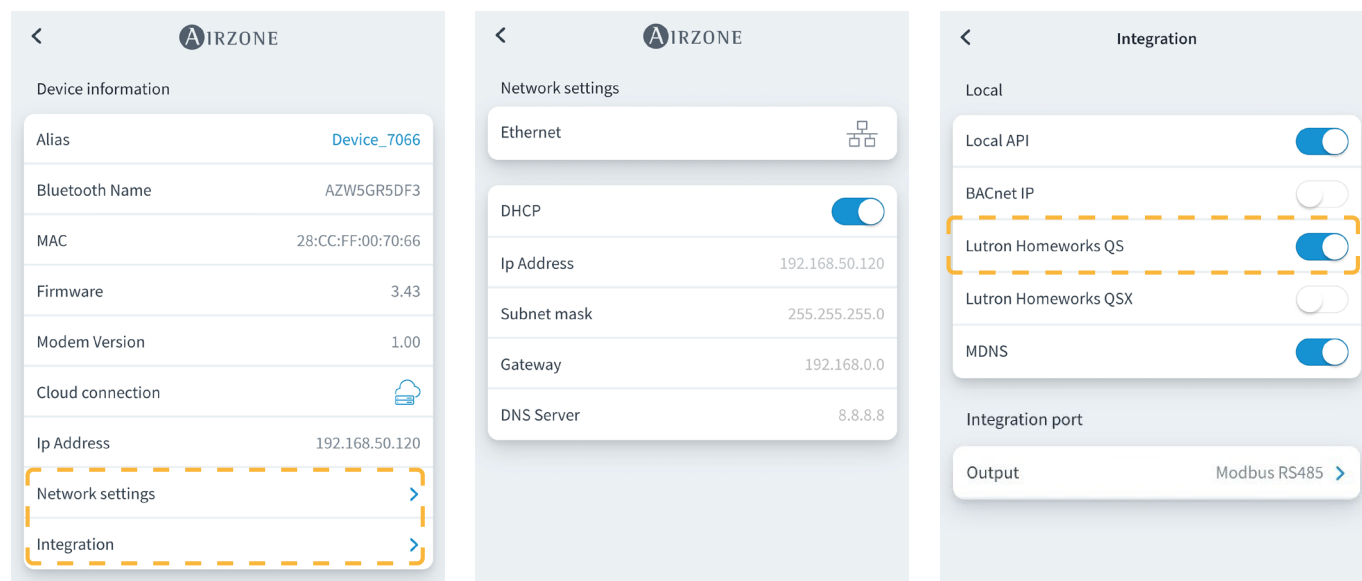 AIRZONE
Device information
Alias Device_7066
Bluetooth Name AZW5GR5DF3
MAC 28:CC:FF:00:70:66
Firmware 3.43
Modem Version 1.00
Cloud connection
Ip Address 192.168.50.120
Network settings
Integration
AIRZONE
Network settings
Ethernet
DHCP
Ip Address 192.168.50.120
Subnet mask 255.255.255.0
Gateway 192.168.0.0
DNS Server 8.8.8.8
Integration
Local
Local API
BACnet IP
Lutron Homeworks QS
Lutron Homeworks QSX
MDNS
Integration port
Output Modbus RS485